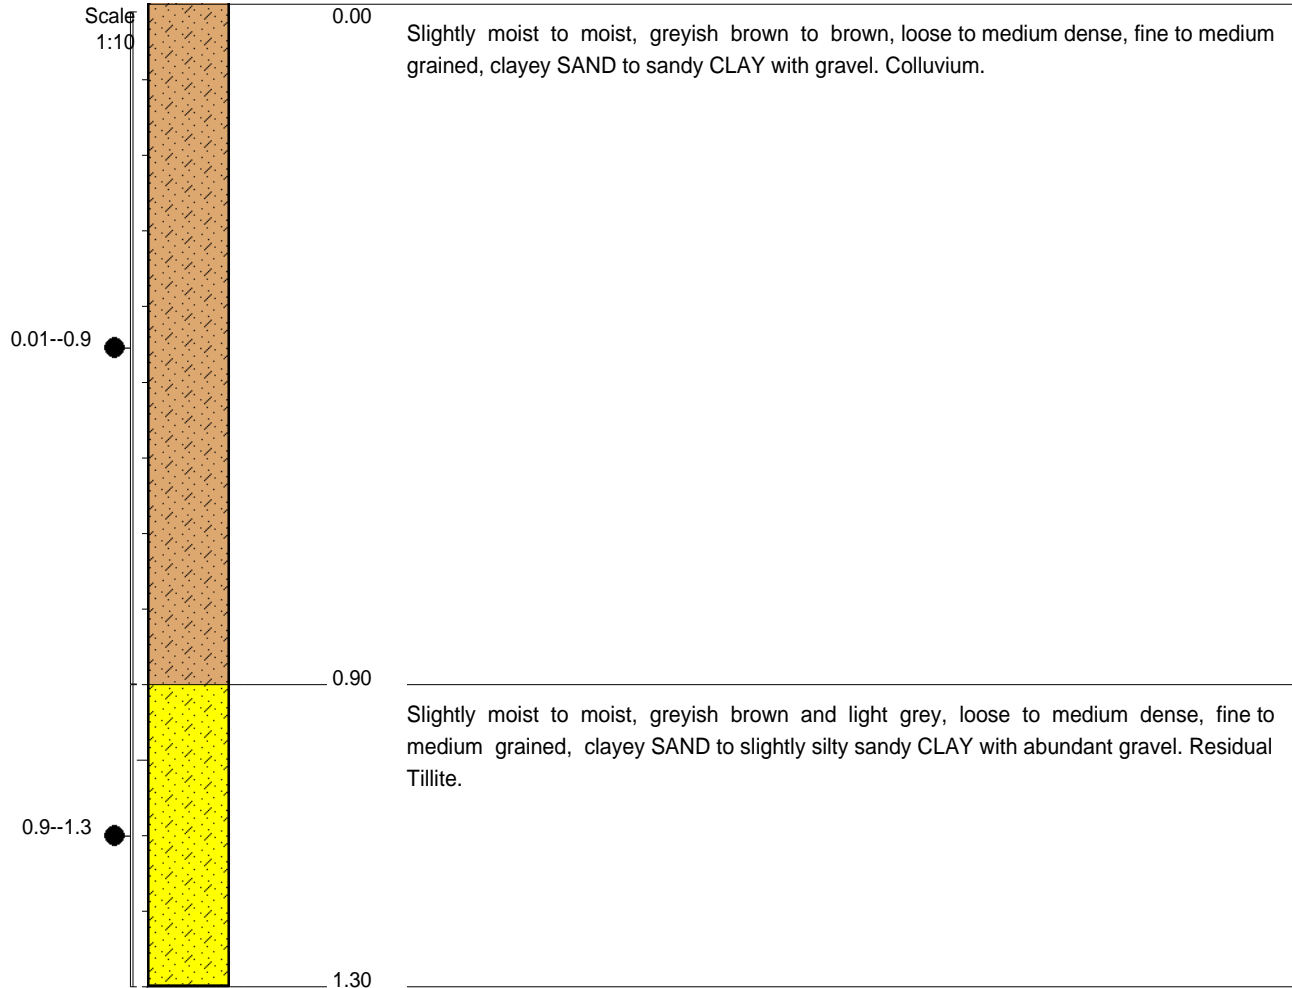 Scale
1:10
0.00
Slightly moist to moist, greyish brown to brown, loose to medium dense, fine to medium
grained, clayey SAND to sandy CLAY with gravel. Colluvium.
0.01--0.9
0.90
Slightly moist to moist, greyish brown and light grey, loose to medium dense, fine to
medium grained, clayey SAND to slightly silty sandy CLAY with abundant gravel. Residual
Tillite.
0.9--1.3
1.30